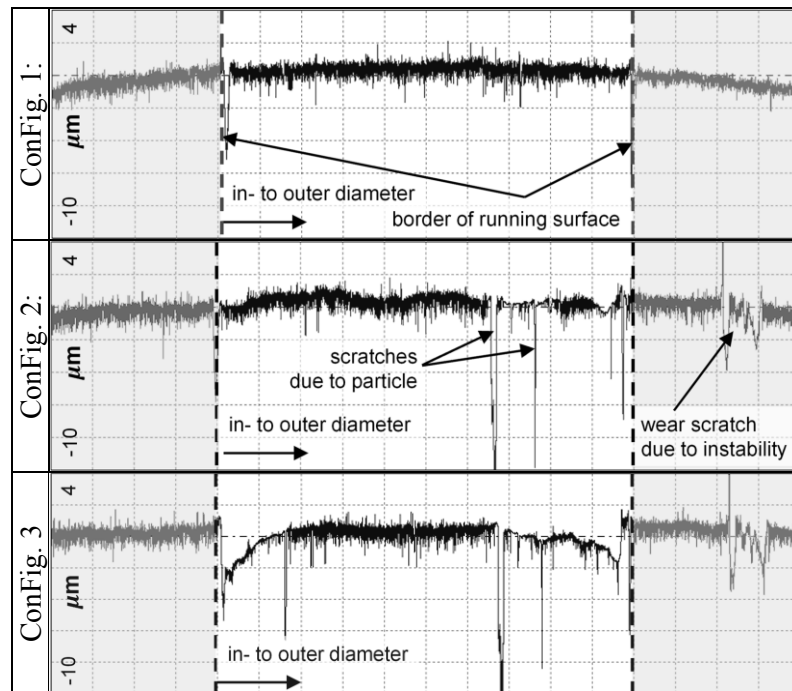 ConFig. 1:
4
µm
-10
in- to outer diameter
border of running surface
ConFig. 2:
4
µm
-10
scratches
due to particle
in- to outer diameter
wear scratch
due to instability
ConFig. 3
4
µm
-10
in- to outer diameter